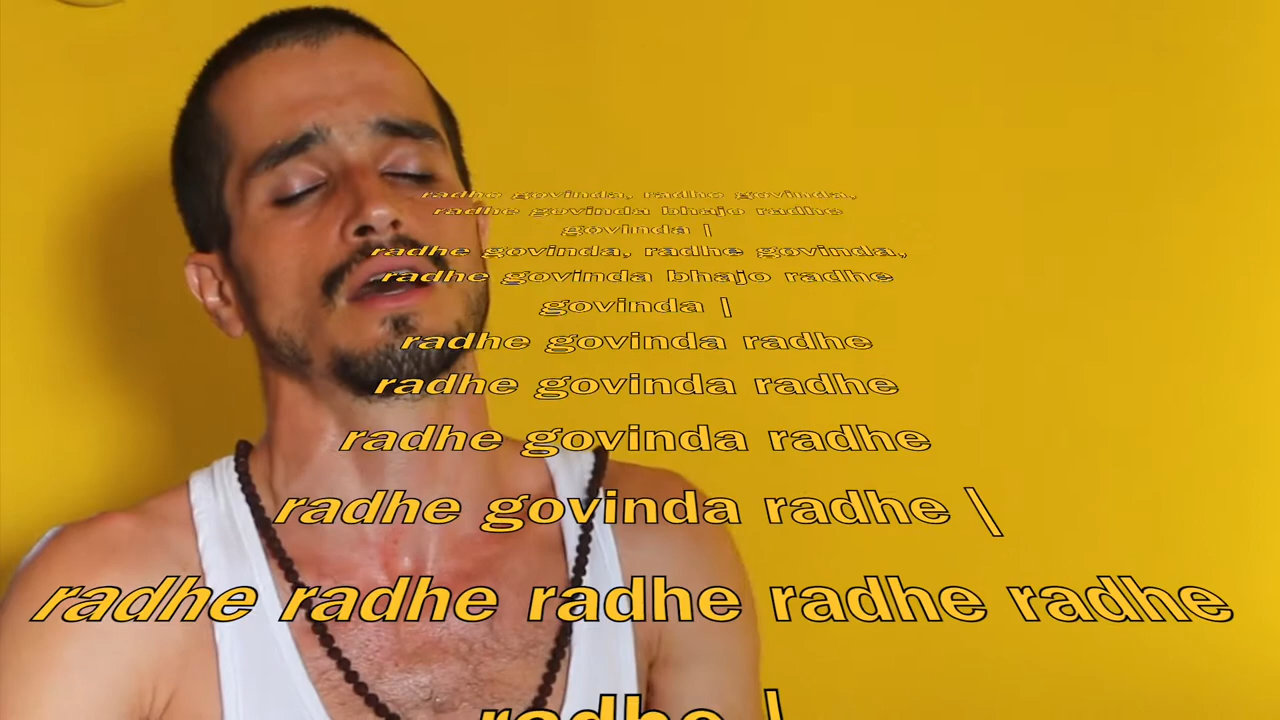 radhe govinda, radho govinda,
radhe govinda bhajo radhe
govinda |
radhe govinda, radhe govinda,
radhe govinda bhajo radhe
govinda |
radhe govinda radhe
radhe govinda radhe
radhe govinda radhe
radhe govinda radhe |
radhe radhe radhe radhe radhe
radhe |